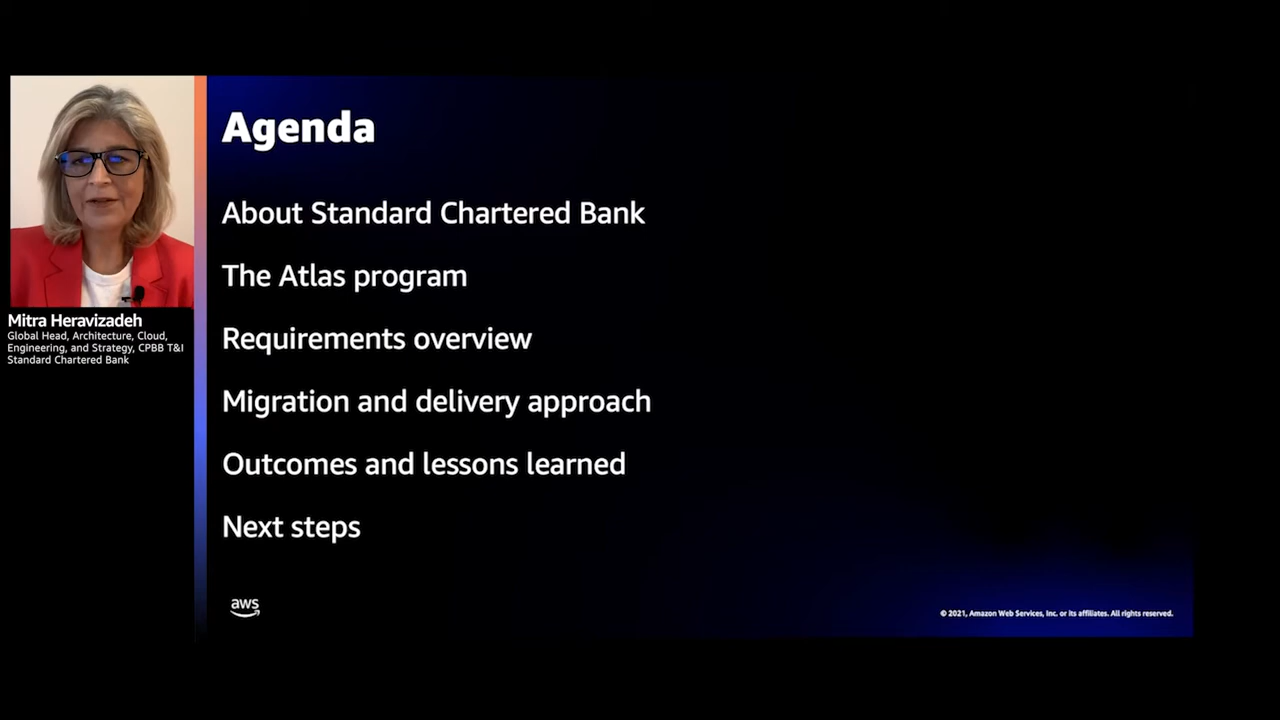 Agenda
About Standard Chartered Bank
The Atlas program
Requirements overview
Migration and delivery approach
Outcomes and lessons learned
Next steps
Mitra Heravizadeh
Global Head, Architecture, Cloud,
Engineering, and Strategy, CPBB T&I
Standard Chartered Bank
aws
© 2021, Amazon Web Services, Inc. or its affiliates. All rights reserved.